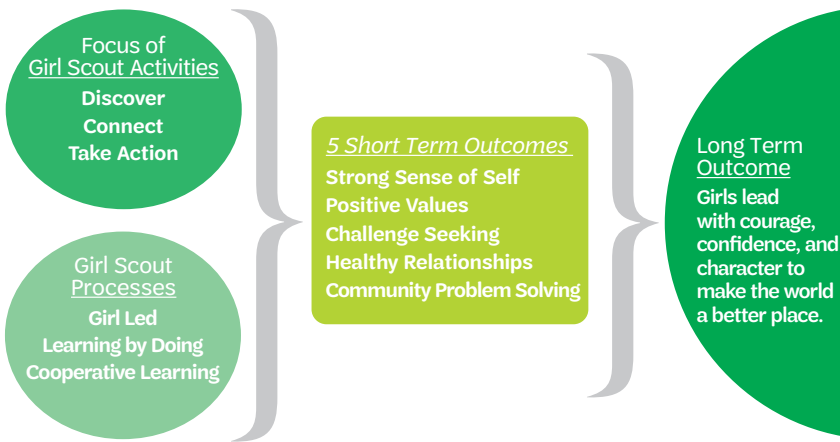 Focus of
Girl Scout Activities
Discover
Connect
Take Action
Girl Scout
Processes
Girl Led
Learning by Doing
Cooperative Learning
5 Short Term Outcomes
Strong Sense of Self
Positive Values
Challenge Seeking
Healthy Relationships
Community Problem Solving
Long Term
Outcome
Girls lead
with courage,
confidence, and
character to
make the world
a better place.